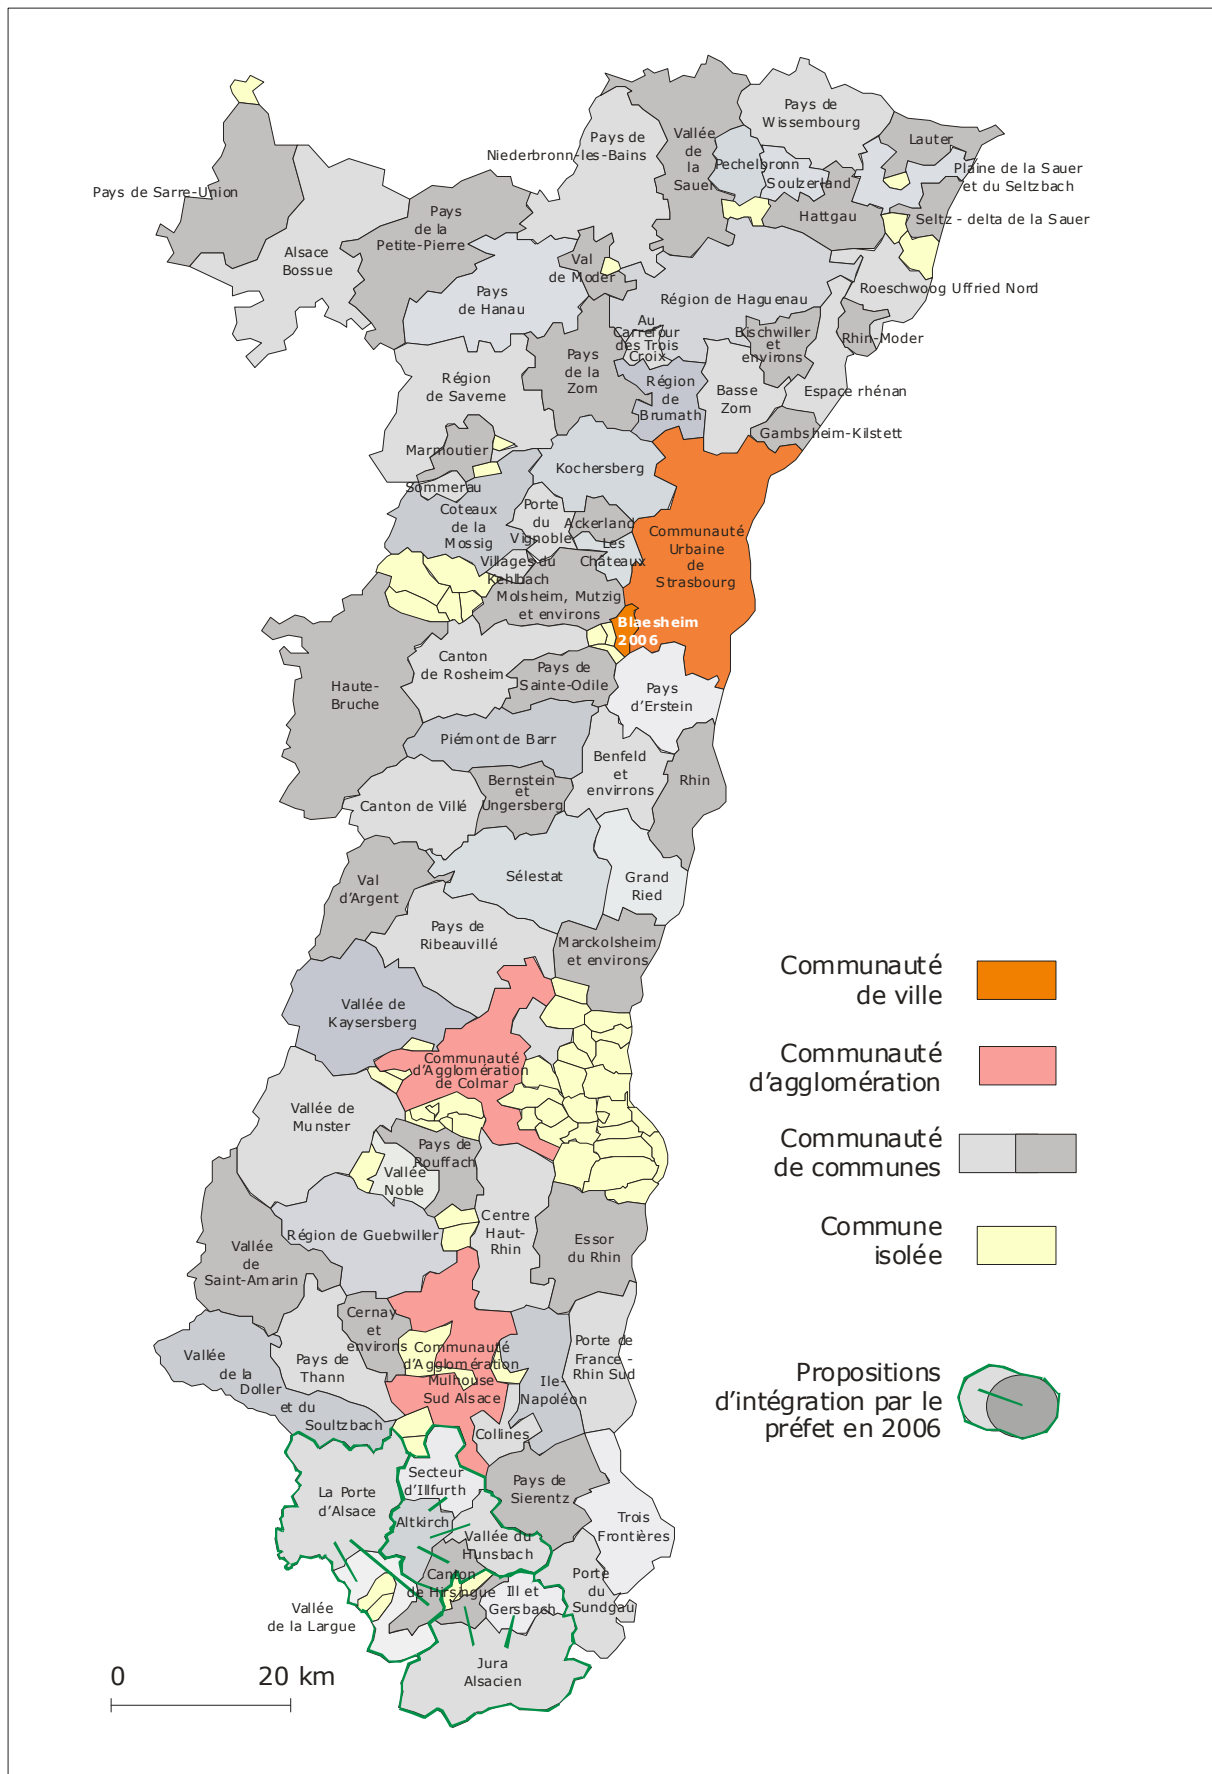 Pays de
Wissembourg
Lauter
Vallée
de
la
Sauer
Pays de
Niederbronn-les-Bains
Pechelbronn
Soulzerland
Plaine de la Sauer
et du Seltzbach
Pays de Sarre-Union
Pays
de la
Petite-Pierre
Hattgau
Seltz - delta de la Sauer
Alsace
Bossue
Val
de Moder
Pays
de Hanau
Région de Haguenau
Roeschwoog Uffried Nord
Au
Carrefour
des Trois
Croix
Bischwiller
et
environs
Rhin-Moder
Pays
de la
Zorn
Région
de Saverne
Région
de
Brumath
Basse
Zorn
Espace rhénan
Gambsheim-Kilstett
Marmoutier
Kochersberg
Sommerau
Coteaux
de la
Mossig
Porte
du
Vignoble
Ackerland
Les
Châteaux
Communauté
Urbaine
de
Strasbourg
Villages du
Kehlbach
Molsheim, Mutzig
et environs
Blaesheim
2006
Canton
de Rosheim
Pays de
Sainte-Odile
Haute-
Bruche
Pays
d'Erstein
Piémont de Barr
Benfeld
et
envirrons
Rhin
Bernstein
et
Ungersberg
Canton de Villé
Val
d'Argent
Sélestat
Grand
Ried
Pays de
Ribeauvillé
Marckolsheim
et environs
Vallée de
Kaysersberg
Communauté
d'Agglomération
de Colmar
Vallée de
Munster
Pays de
Rouffach
Vallée
Noble
Centre
Haut-
Rhin
Région de Guebwiller
Essor
du Rhin
Vallée
de
Saint-Amarin
Cernay
et
environs
Communauté
d'Agglomération
Mulhouse
Sud Alsace
Porte de
France -
Rhin Sud
Vallée
de la
Doller
et du
Soultzbach
Pays de
Thann
Ile-
Napoléon
Collines
Secteur
d'Illfurth
Pays de
Sierentz
La Porte
d'Alsace
Altkirch
Vallée du
Hunsbach
Trois
Frontières
Canton
de Hirsingue
Ill et
Gersbach
Porte
du
Sundgau
Vallée
de la Largue
Jura
Alsacien
Communauté
de ville
Communauté
d'agglomération
Communauté
de communes
Commune
isolée
Propositions
d'intégration par le
préfet en 2006
0 20 km